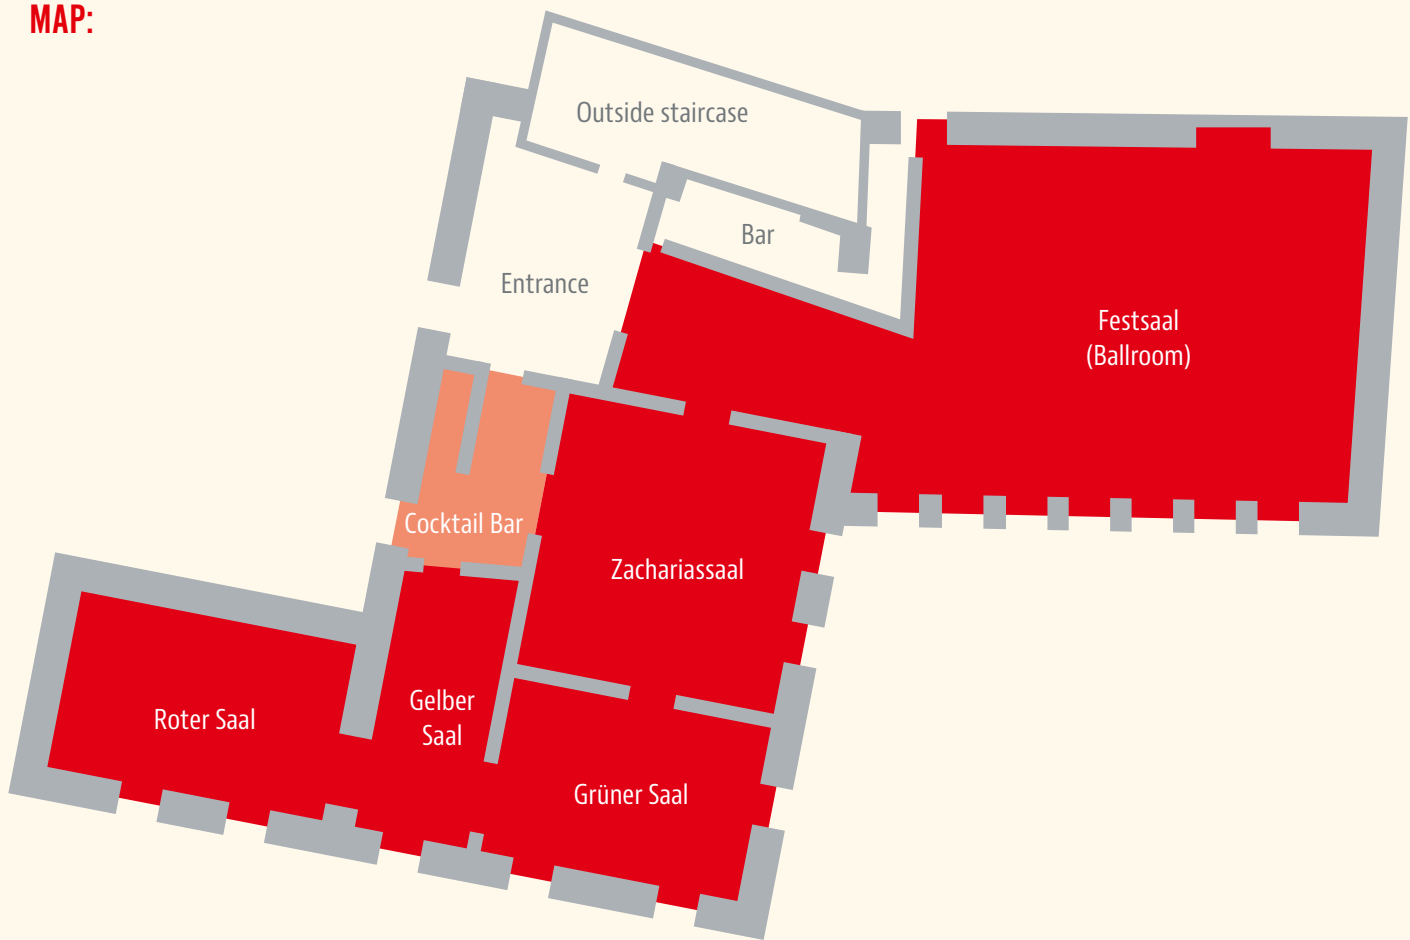 MAP:
Outside staircase
Bar
Entrance
Festsaal
(Ballroom)
Cocktail Bar
Zachariassaal
Roter Saal
Gelber
Saal
Grüner Saal